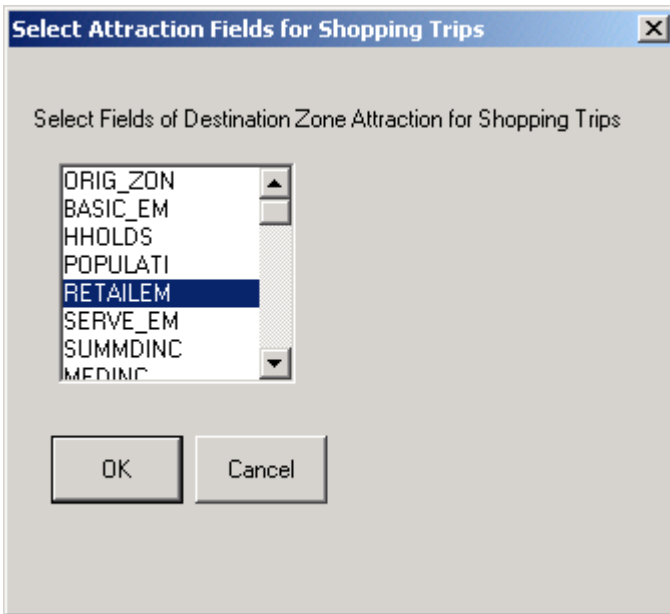 Select Attraction Fields for Shopping Trips
Select Fields of Destination Zone Attraction for Shopping Trips
ORIG_ZON
BASIC_EM
HHOLDS
POPULATI
RETAILEM
SERVE_EM
SUMMDINC
MEDINC
OK
Cancel